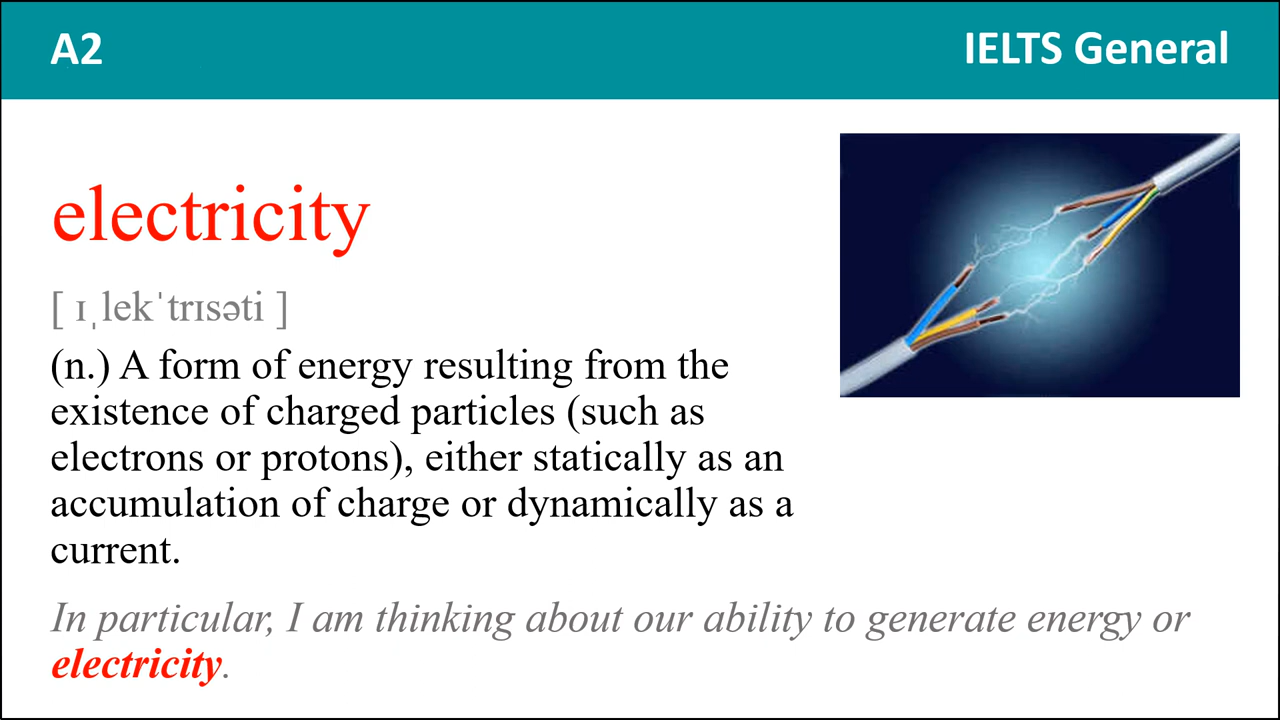 A2
IELTS General
electricity
[ ɪˌlekˈtrɪsəti ]
(n.) A form of energy resulting from the
existence of charged particles (such as
electrons or protons), either statically as an
accumulation of charge or dynamically as a
current.
In particular, I am thinking about our ability to generate energy or
electricity.